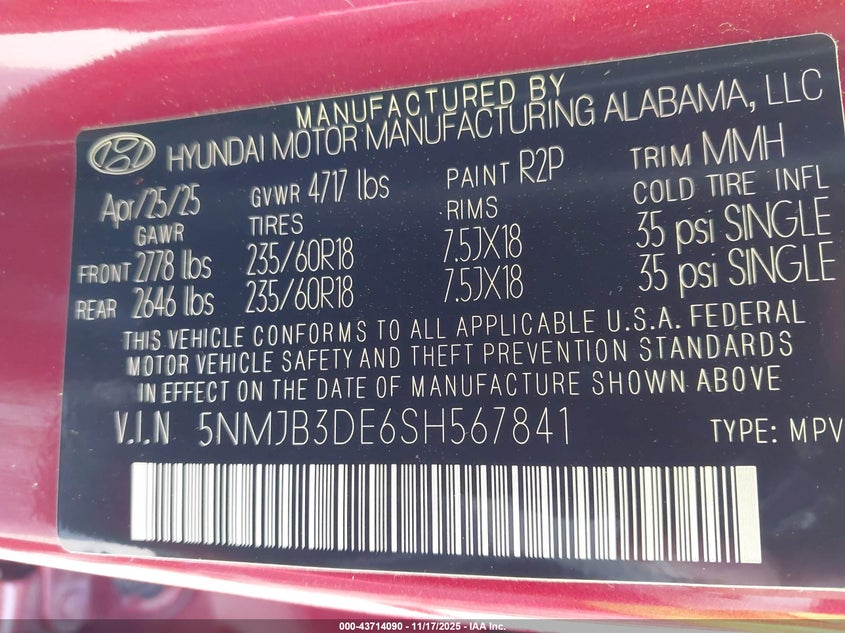 MANUFACTURED BY
HYUNDAI MOTOR MANUFACTURING ALABAMA, LLC
Apr/25/25 GVWR 4717 lbs PAINT R2P TRIM MMH
GAWR TIRES RIMS COLD TIRE INFL
FRONT 2778 lbs 235/60R18 7.5JX18 35 psi SINGLE
REAR 2646 lbs 235/60R18 7.5JX18 35 psi SINGLE
THIS VEHICLE CONFORMS TO ALL APPLICABLE U.S.A. FEDERAL
MOTOR VEHICLE SAFETY AND THEFT PREVENTION STANDARDS
IN EFFECT ON THE DATE OF MANUFACTURE SHOWN ABOVE
V.I.N 5NMJB3DE6SH567841 TYPE: MPV
000-43714090 - 11/17/2025 - IAA Inc.